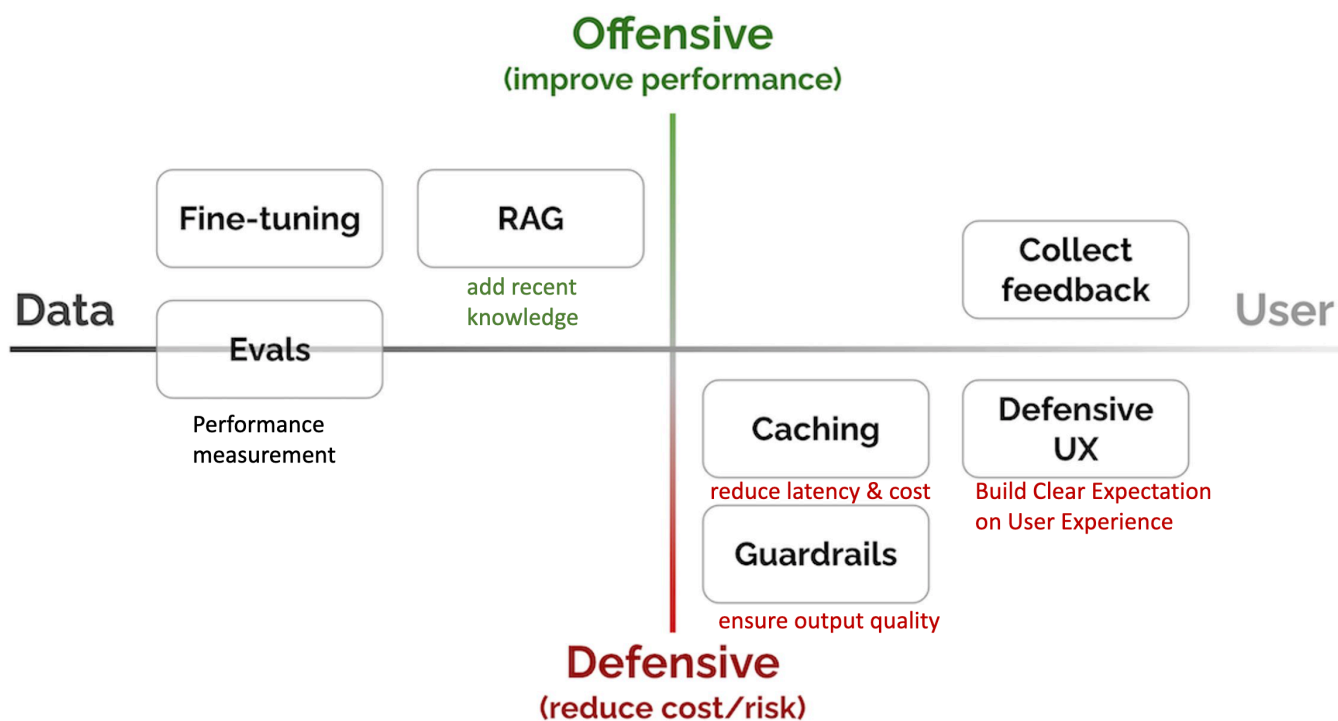 Offensive
(improve performance)
Fine-tuning
RAG
add recent
knowledge
Collect
feedback
Data
User
Evals
Performance
measurement
Caching
reduce latency & cost
Defensive
UX
Build Clear Expectation
on User Experience
Guardrails
ensure output quality
Defensive
(reduce cost/risk)